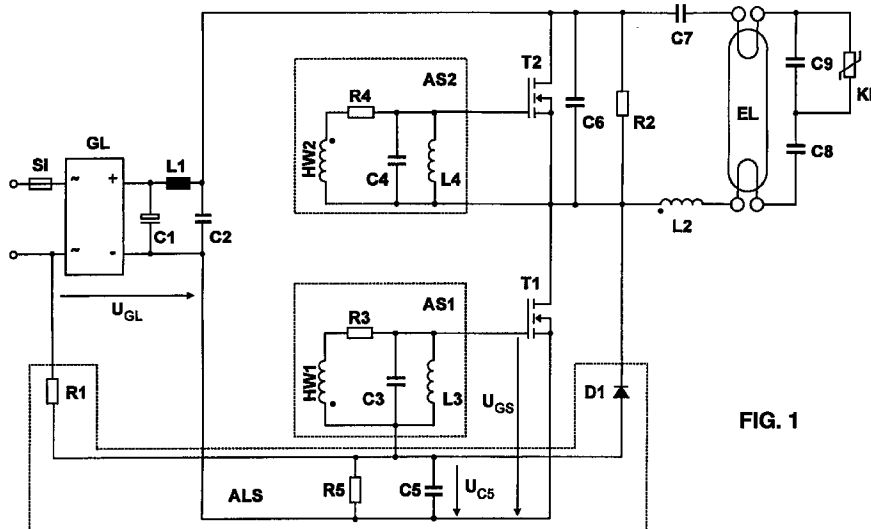 C7
T2
AS2
R4
C9
KL
GL
C6
R2
EL
SI
L1
HW2
~
+
C4
L4
C8
C1
C2
L2
~
-
T1
AS1
U_GL
R3
R1
HW1
C3
L3
U_GS
D1
FIG. 1
ALS
R5
C5
U_C5